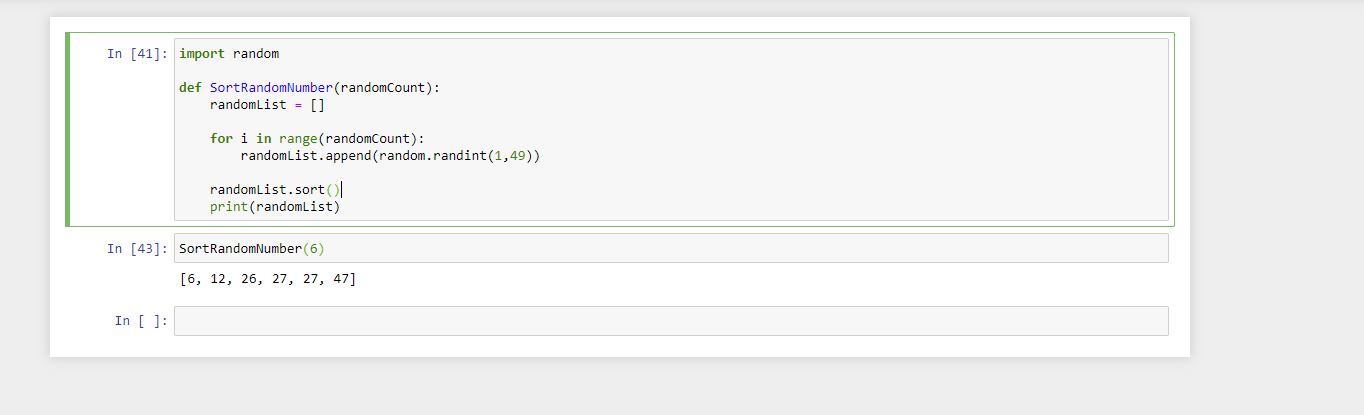 In [41]: import random
def SortRandomNumber(randomCount):
    randomList = []
    for i in range(randomCount):
        randomList.append(random.randint(1,49))
    randomList.sort()
    print(randomList)
In [43]: SortRandomNumber(6)
[6, 12, 26, 27, 27, 47]
In [ ]: